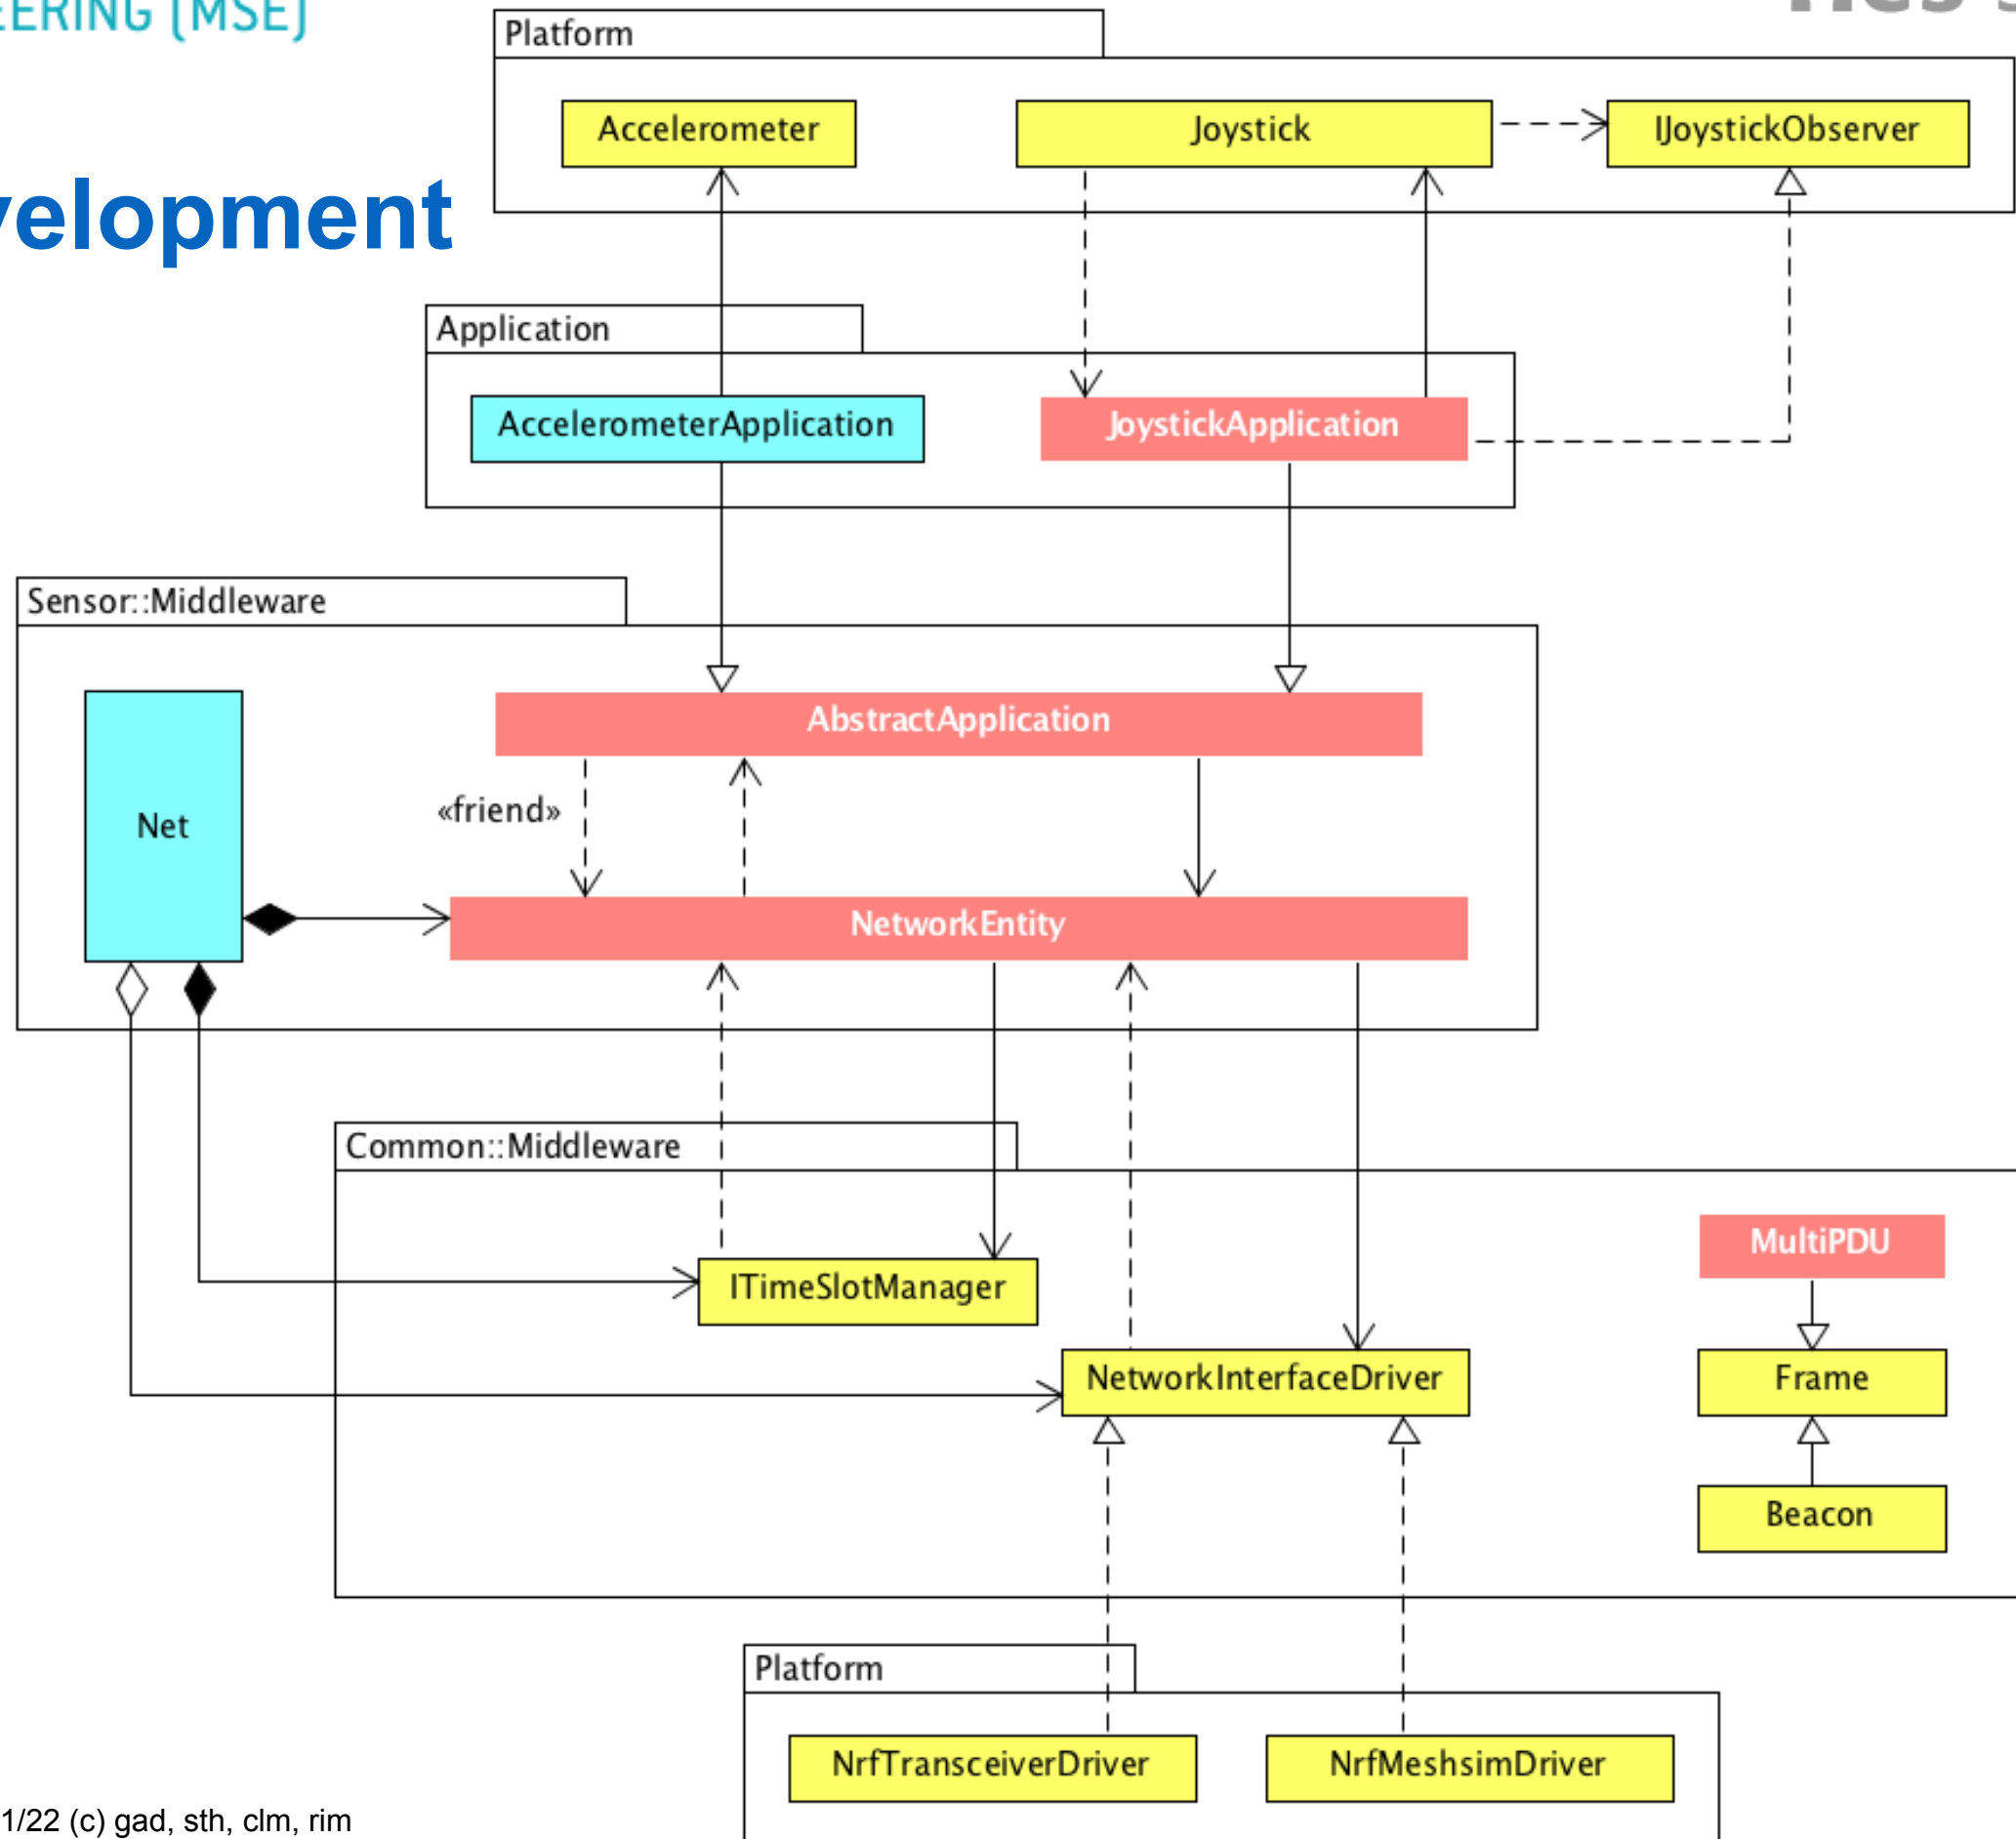 EERING (MSE)
Platform
Accelerometer
Joystick
IJoystickObserver
velopment
Application
AccelerometerApplication
JoystickApplication
Sensor::Middleware
AbstractApplication
Net
«friend»
NetworkEntity
Common::Middleware
MultiPDU
ITimeSlotManager
NetworkInterfaceDriver
Frame
Beacon
Platform
NrfTransceiverDriver
NrfMeshsimDriver
1/22 (c) gad, sth, clm, rim